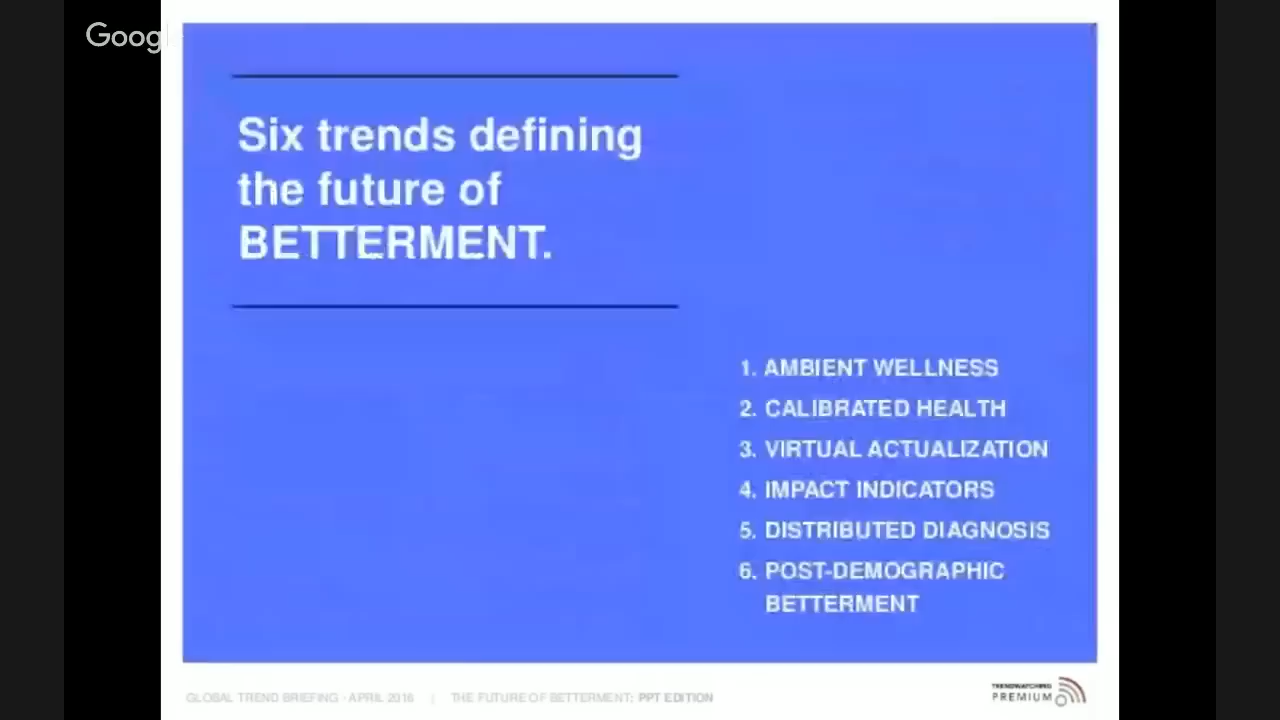 Google
Six trends defining
the future of
BETTERMENT.
1. AMBIENT WELLNESS
2. CALIBRATED HEALTH
3. VIRTUAL ACTUALIZATION
4. IMPACT INDICATORS
5. DISTRIBUTED DIAGNOSIS
6. POST-DEMOGRAPHIC
BETTERMENT
GLOBAL TREND BRIEFING · APRIL 2016 | THE FUTURE OF BETTERMENT: PPT EDITION
TRENDWATCHING
PREMIUM